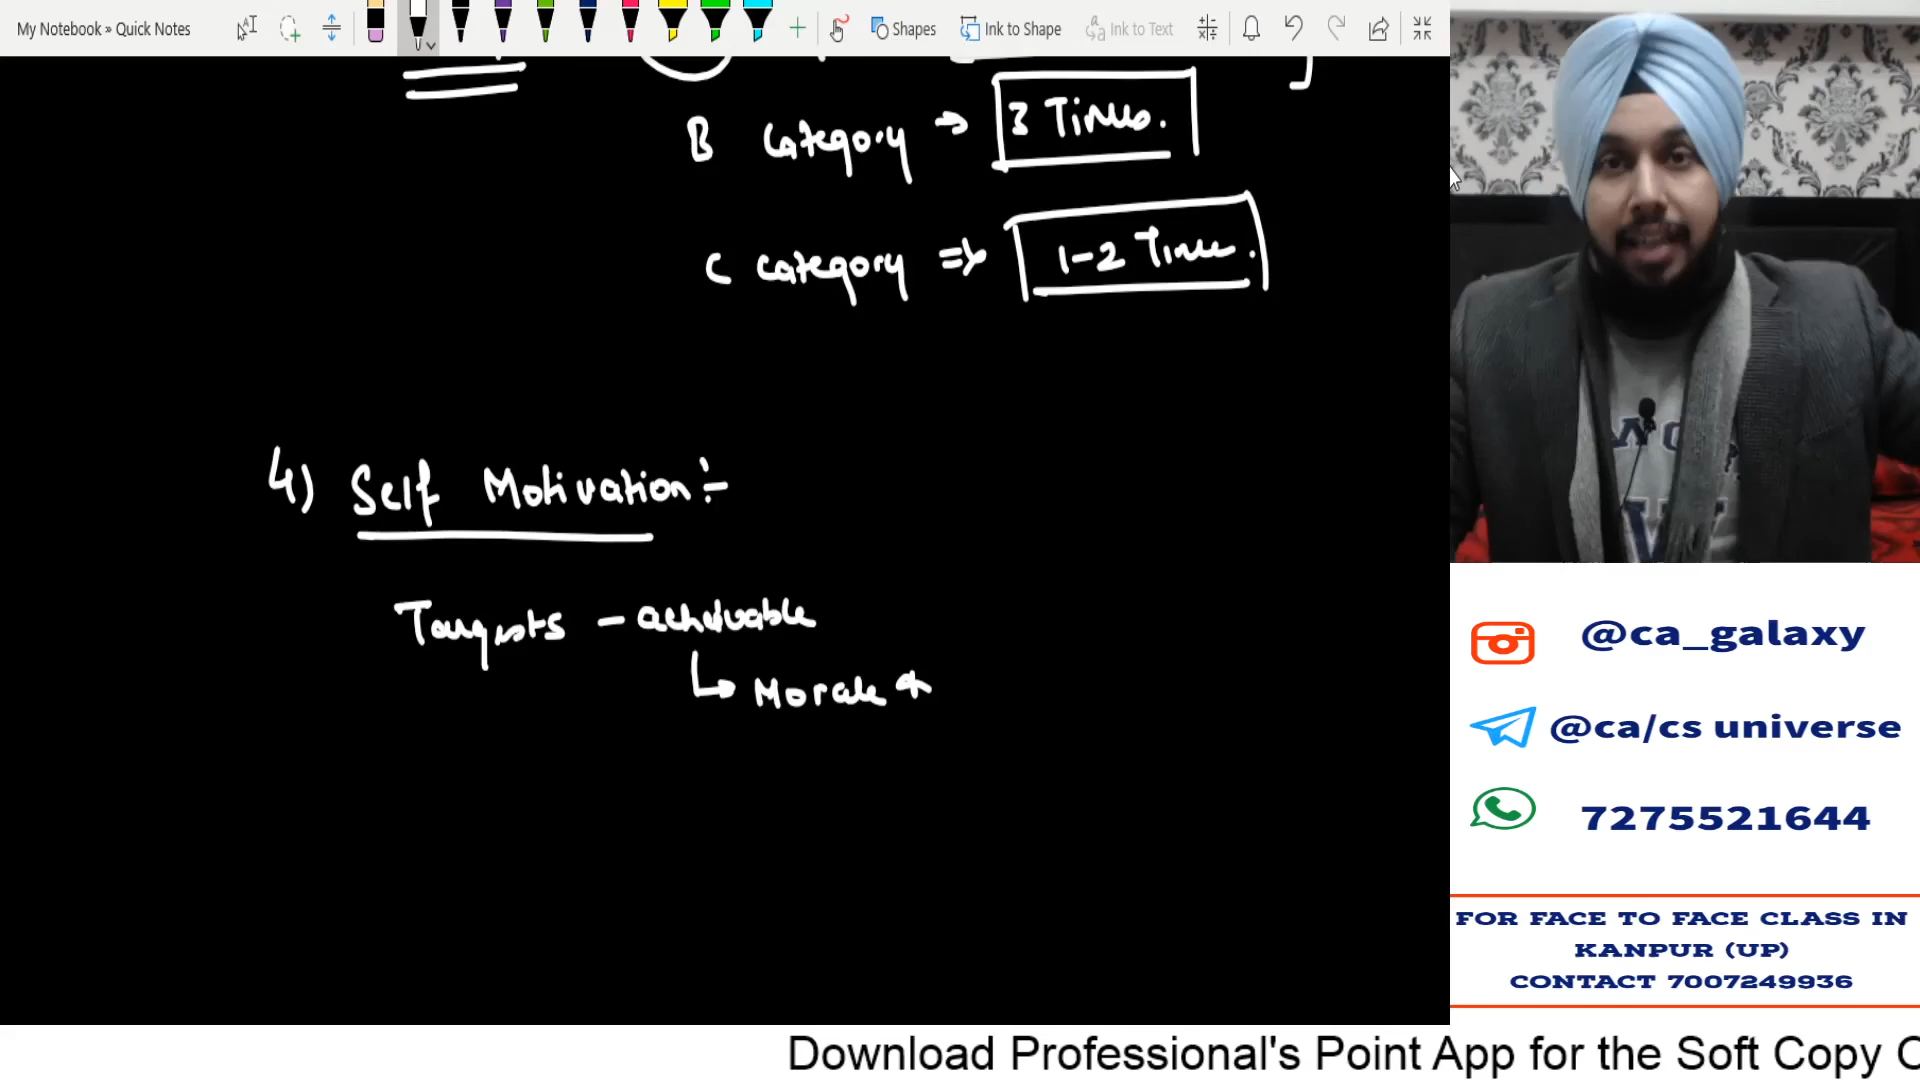 My Notebook » Quick Notes
Shapes
Ink to Shape
Ink to Text
B category → 3 Times.
C category ⇒ 1-2 Times.
4) Self Motivation:-
Targets - achievable
↳ Morale ↑
@ca_galaxy
@ca/cs universe
7275521644
FOR FACE TO FACE CLASS IN
KANPUR (UP)
CONTACT 7007249936
Download Professional's Point App for the Soft Copy